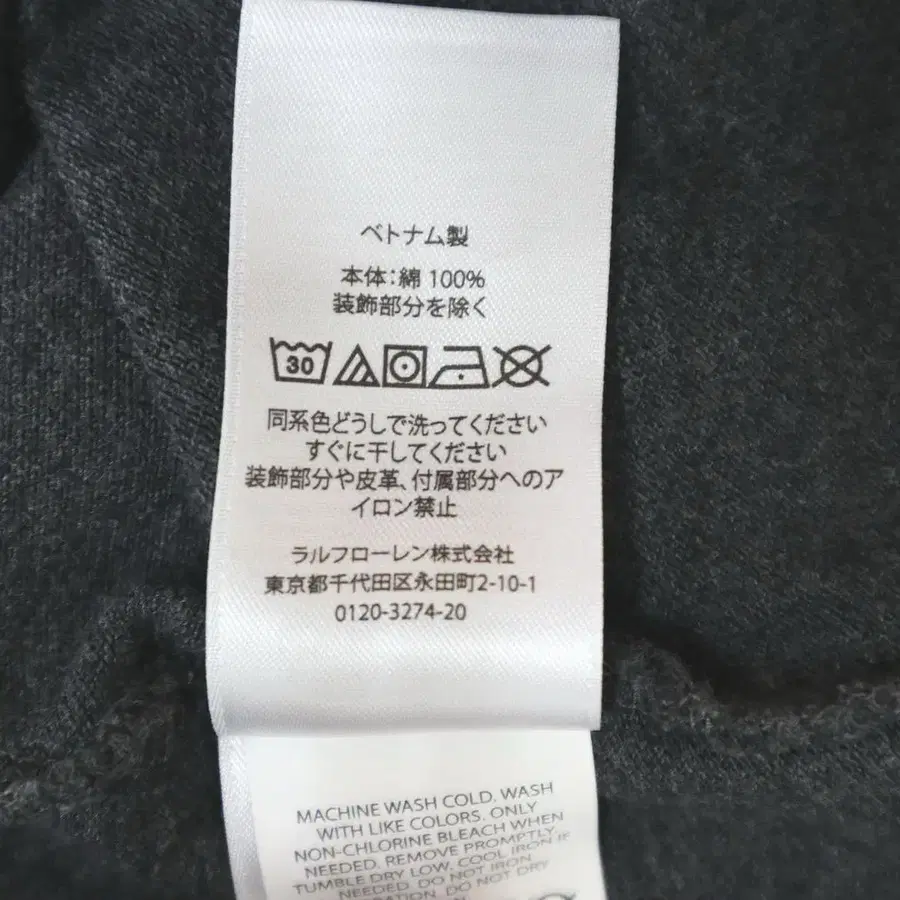 ベトナム製
本体:綿 100%
装飾部分を除く
30
同系色どうしで洗ってください
すぐに干してください
装飾部分や皮革、付属部分へのア
イロン禁止
ラルフローレン株式会社
東京都千代田区永田町2-10-1
0120-3274-20
MACHINE WASH COLD. WASH
WITH LIKE COLORS. ONLY
NON-CHLORINE BLEACH WHEN
NEEDED. REMOVE PROMPTLY.
TUMBLE DRY LOW. COOL IRON IF
NEEDED. DO NOT IRON
DO NOT DRY